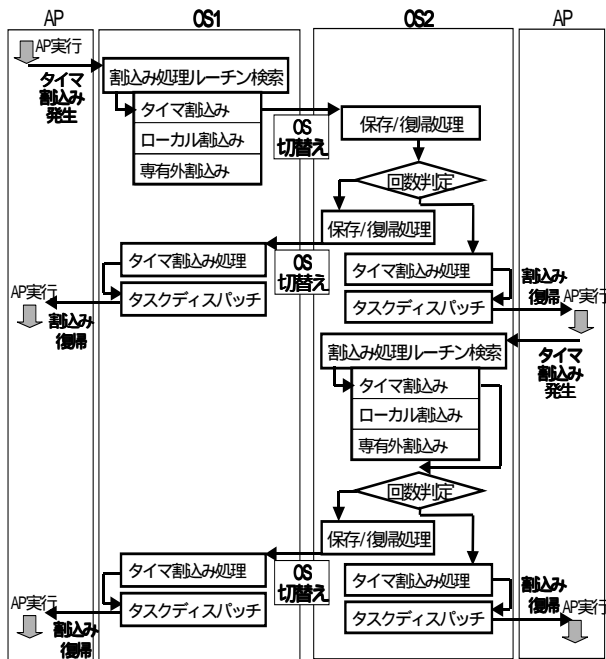 AP
OS1
OS2
AP
AP実行
タイマ
割込み
発生
割込み処理ルーチン検索
タイマ割込み
ローカル割込み
専有外割込み
OS
切替え
保存/復帰処理
回数判定
保存/復帰処理
OS
切替え
タイマ割込み処理
タスクディスパッチ
AP実行
割込み
復帰
タイマ割込み処理
タスクディスパッチ
割込み
復帰
AP実行
割込み処理ルーチン検索
タイマ
割込み
発生
タイマ割込み
ローカル割込み
専有外割込み
回数判定
保存/復帰処理
OS
切替え
タイマ割込み処理
タスクディスパッチ
AP実行
割込み
復帰
タイマ割込み処理
タスクディスパッチ
割込み
復帰
AP実行